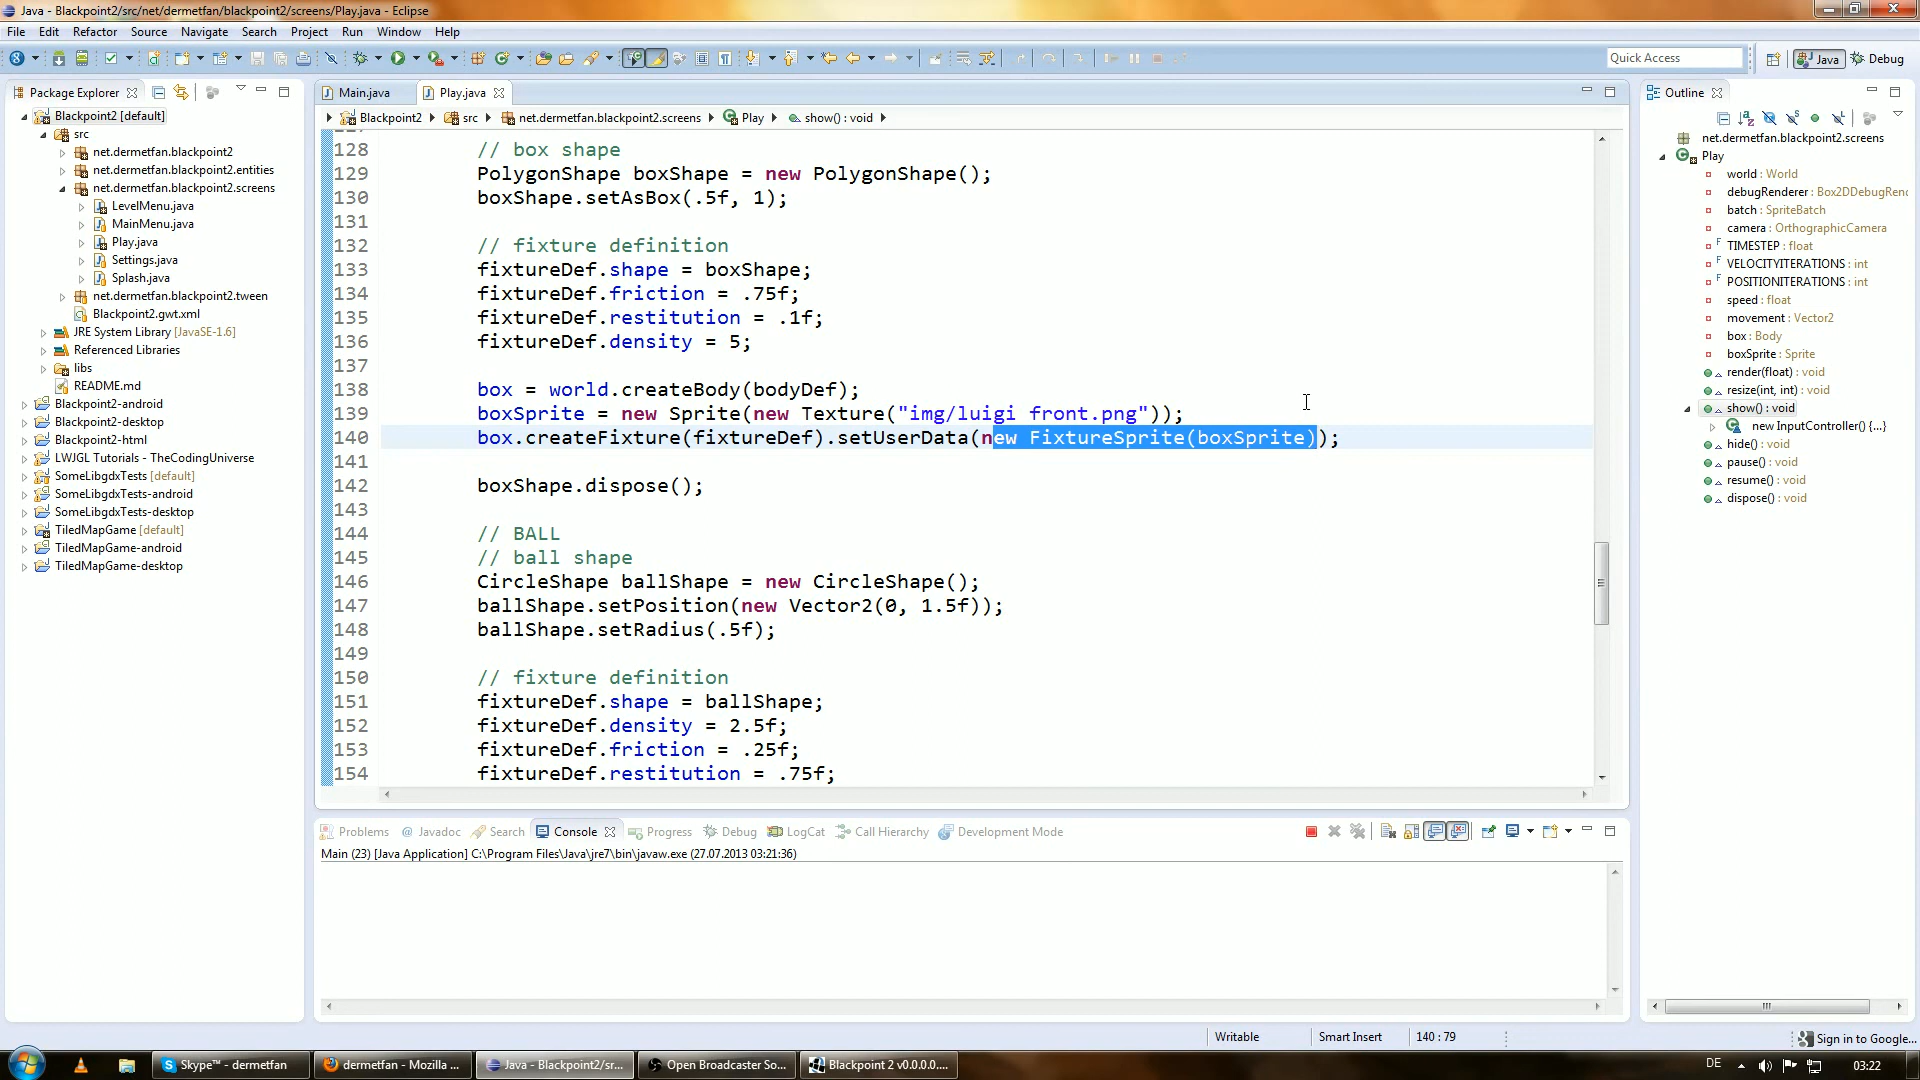 Java - Blackpoint2/src/net/dermetfan/blackpoint2/screens/Play.java - Eclipse
File Edit Refactor Source Navigate Search Project Run Window Help
Quick Access
Java
Debug
Package Explorer
Blackpoint2 [default]
src
net.dermetfan.blackpoint2
net.dermetfan.blackpoint2.entities
net.dermetfan.blackpoint2.screens
LevelMenu.java
MainMenu.java
Play.java
Settings.java
Splash.java
net.dermetfan.blackpoint2.tween
Blackpoint2.gwt.xml
JRE System Library [JavaSE-1.6]
Referenced Libraries
libs
README.md
Blackpoint2-android
Blackpoint2-desktop
Blackpoint2-html
LWJGL Tutorials - TheCodingUniverse
SomeLibgdxTests [default]
SomeLibgdxTests-android
SomeLibgdxTests-desktop
TiledMapGame [default]
TiledMapGame-android
TiledMapGame-desktop
Main.java Play.java
Blackpoint2 src net.dermetfan.blackpoint2.screens Play show() : void
128 // box shape
129 PolygonShape boxShape = new PolygonShape();
130 boxShape.setAsBox(.5f, 1);
131
132 // fixture definition
133 fixtureDef.shape = boxShape;
134 fixtureDef.friction = .75f;
135 fixtureDef.restitution = .1f;
136 fixtureDef.density = 5;
137
138 box = world.createBody(bodyDef);
139 boxSprite = new Sprite(new Texture("img/luigi front.png"));
140 box.createFixture(fixtureDef).setUserData(new FixtureSprite(boxSprite));
141
142 boxShape.dispose();
143
144 // BALL
145 // ball shape
146 CircleShape ballShape = new CircleShape();
147 ballShape.setPosition(new Vector2(0, 1.5f));
148 ballShape.setRadius(.5f);
149
150 // fixture definition
151 fixtureDef.shape = ballShape;
152 fixtureDef.density = 2.5f;
153 fixtureDef.friction = .25f;
154 fixtureDef.restitution = .75f;
Outline
net.dermetfan.blackpoint2.screens
Play
world : World
debugRenderer : Box2DDebugRen
batch : SpriteBatch
camera : OrthographicCamera
TIMESTEP : float
VELOCITYITERATIONS : int
POSITIONITERATIONS : int
speed : float
movement : Vector2
box : Body
boxSprite : Sprite
render(float) : void
resize(int, int) : void
show() : void
new InputController() {...}
hide() : void
pause() : void
resume() : void
dispose() : void
Problems @ Javadoc Search Console Progress Debug LogCat Call Hierarchy Development Mode
Main (23) [Java Application] C:\Program Files\Java\jre7\bin\javaw.exe (27.07.2013 03:21:36)
Writable Smart Insert 140 : 79
Sign in to Google...
Skype™ - dermetfan
dermetfan - Mozilla ...
Java - Blackpoint2/sr...
Open Broadcaster So...
Blackpoint 2 v0.0.0.0....
DE
03:22